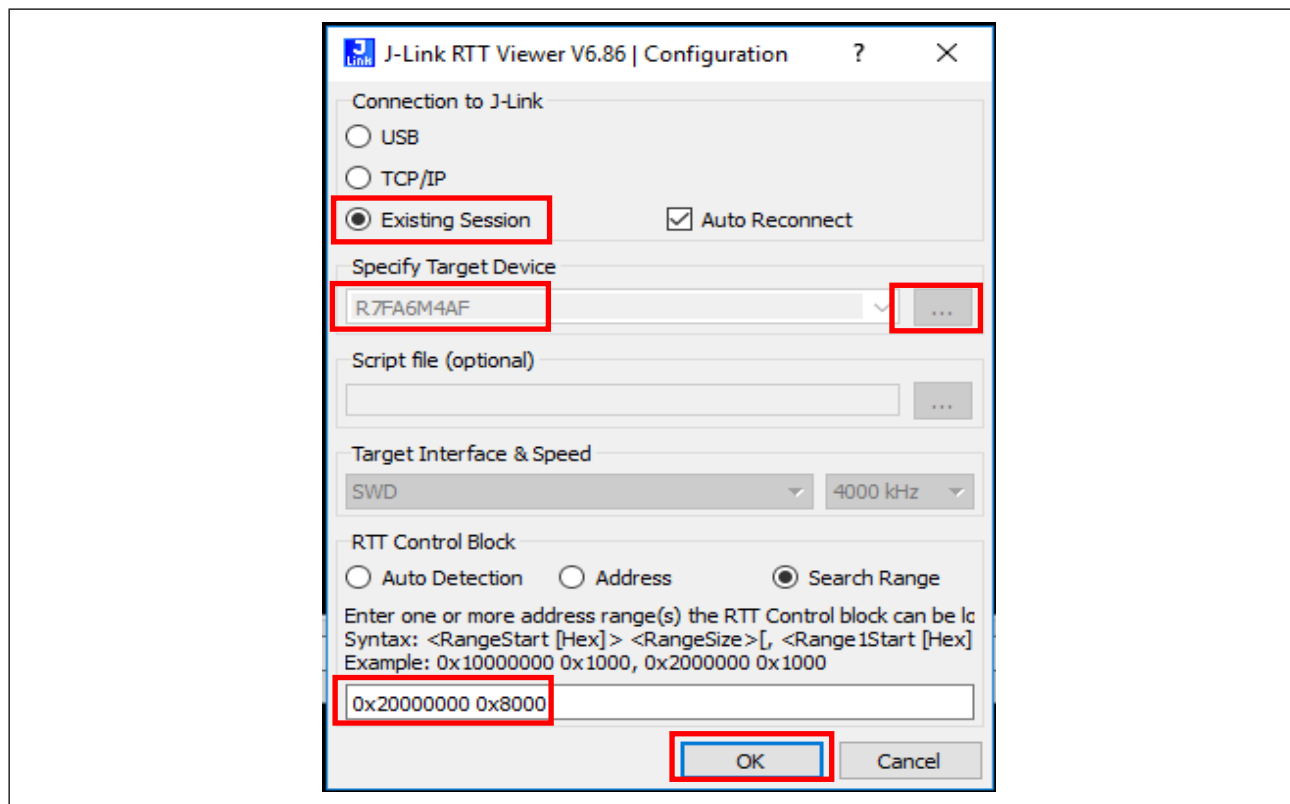 J Link
J-Link RTT Viewer V6.86 | Configuration ? ×
Connection to J-Link
USB
TCP/IP
Existing Session Auto Reconnect
Specify Target Device
R7FA6M4AF ...
Script file (optional)
...
Target Interface & Speed
SWD 4000 kHz
RTT Control Block
Auto Detection Address Search Range
Enter one or more address range(s) the RTT Control block can be lo
Syntax: <RangeStart [Hex]> <RangeSize>[, <Range1Start [Hex]
Example: 0x10000000 0x1000, 0x2000000 0x1000
0x20000000 0x8000
OK Cancel